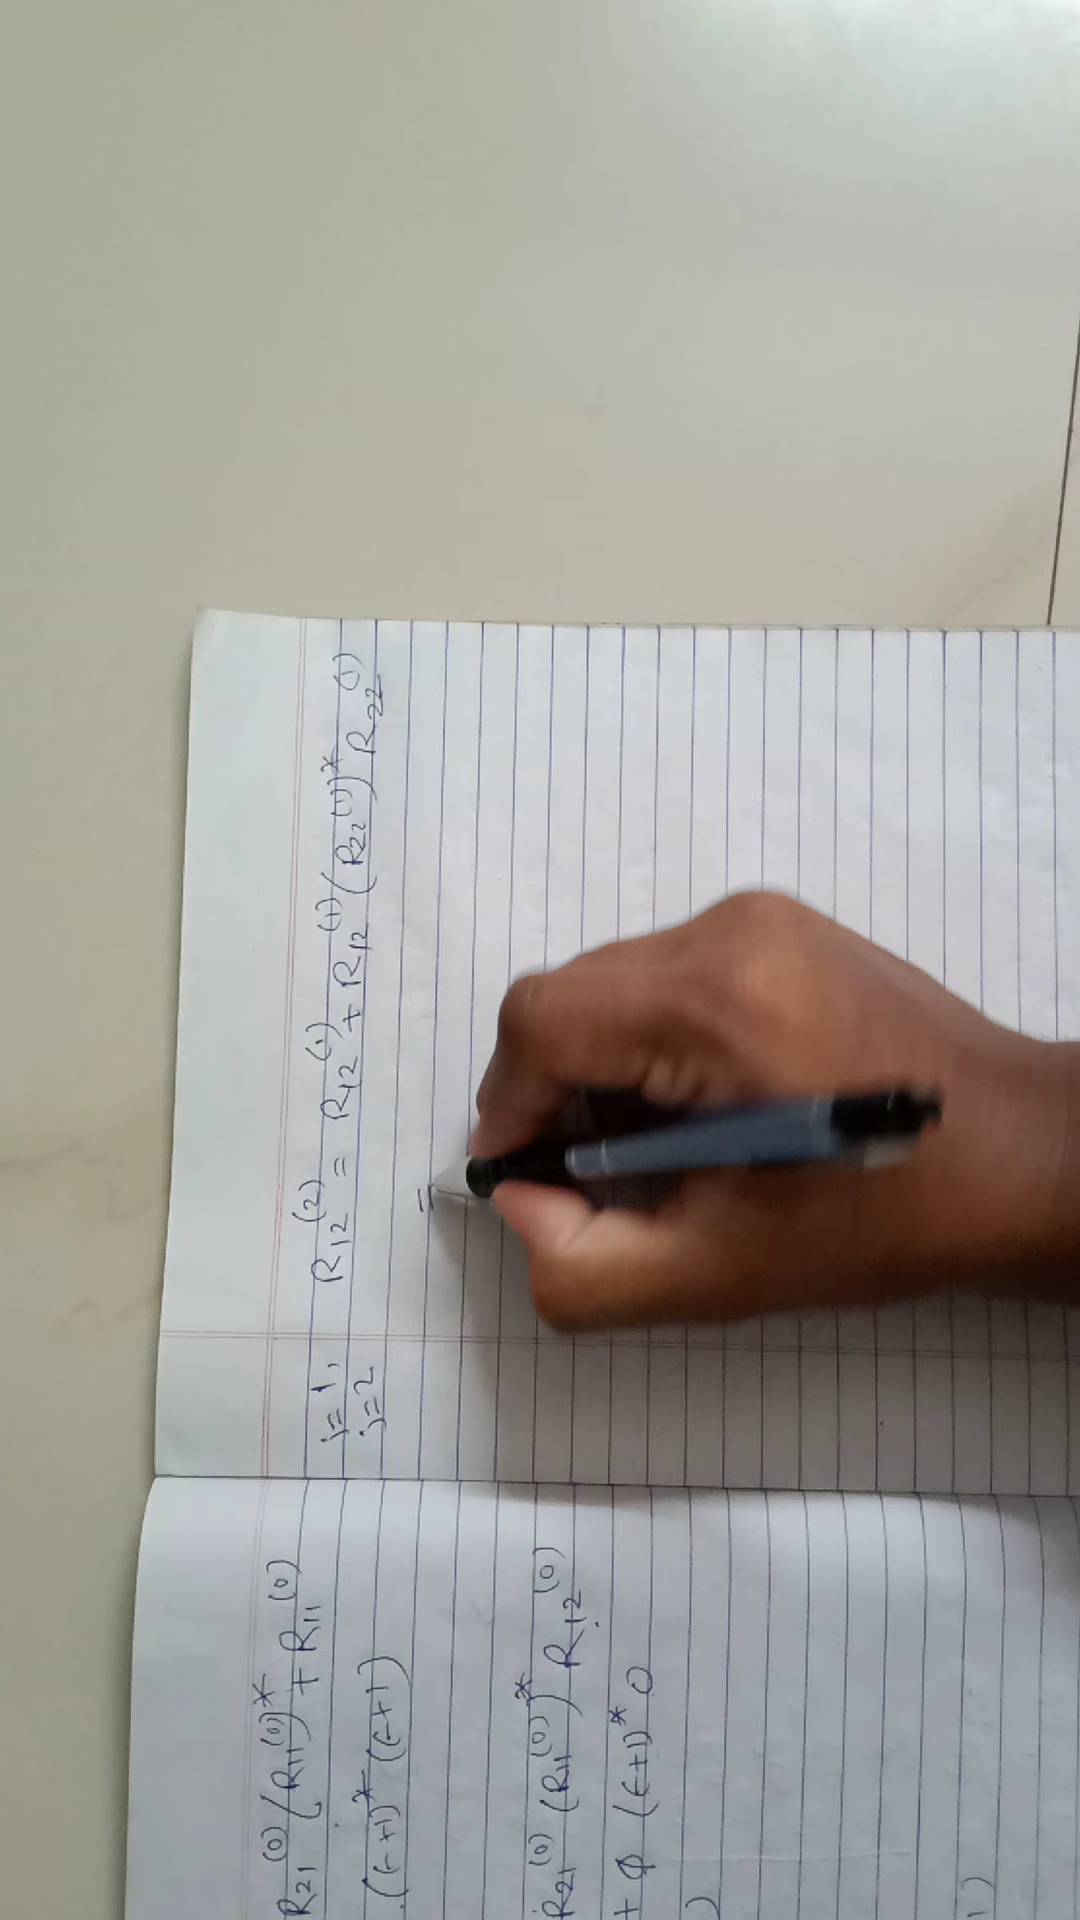 R21^(0) (R11^(0))* + R11^(0)
(ε+1)* (ε+1)
R21^(0) (R11^(0))* R12^(0)
+ φ (ε+1)* 0
)
1)
i=1, R12^(2) = R12^(1) + R12^(1) (R22^(1))* R22^(1)
j=2
=